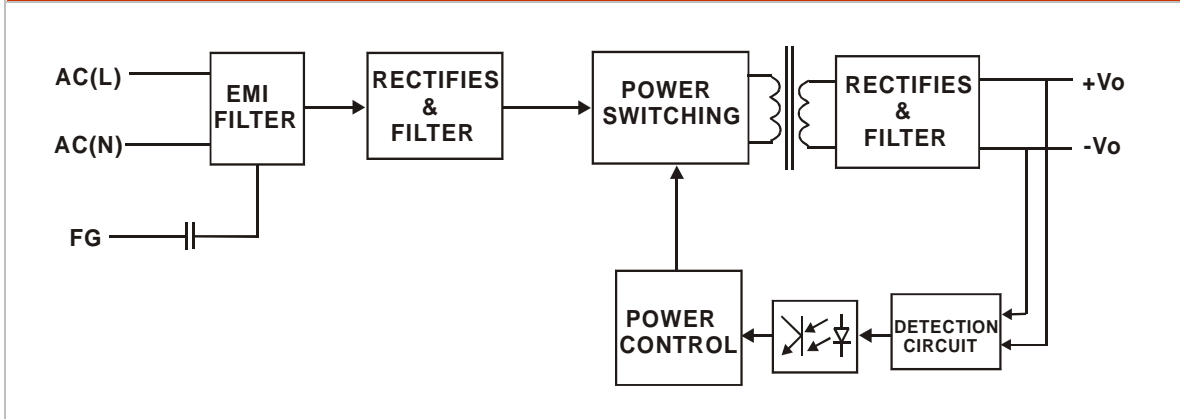 AC(L)
AC(N)
FG
EMI
FILTER
RECTIFIES
&
FILTER
POWER
SWITCHING
RECTIFIES
&
FILTER
+Vo
-Vo
POWER
CONTROL
DETECTION
CIRCUIT